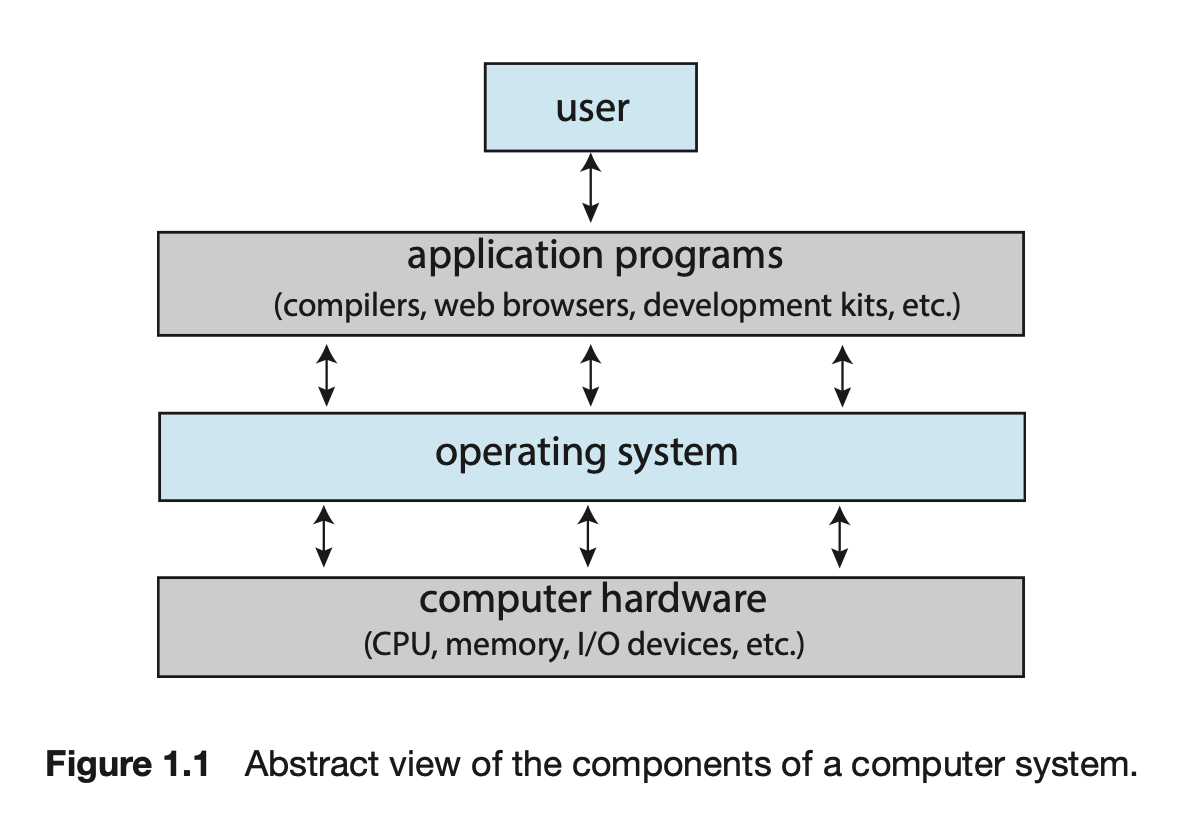 user
application programs
(compilers, web browsers, development kits, etc.)
operating system
computer hardware
(CPU, memory, I/O devices, etc.)
Figure 1.1 Abstract view of the components of a computer system.